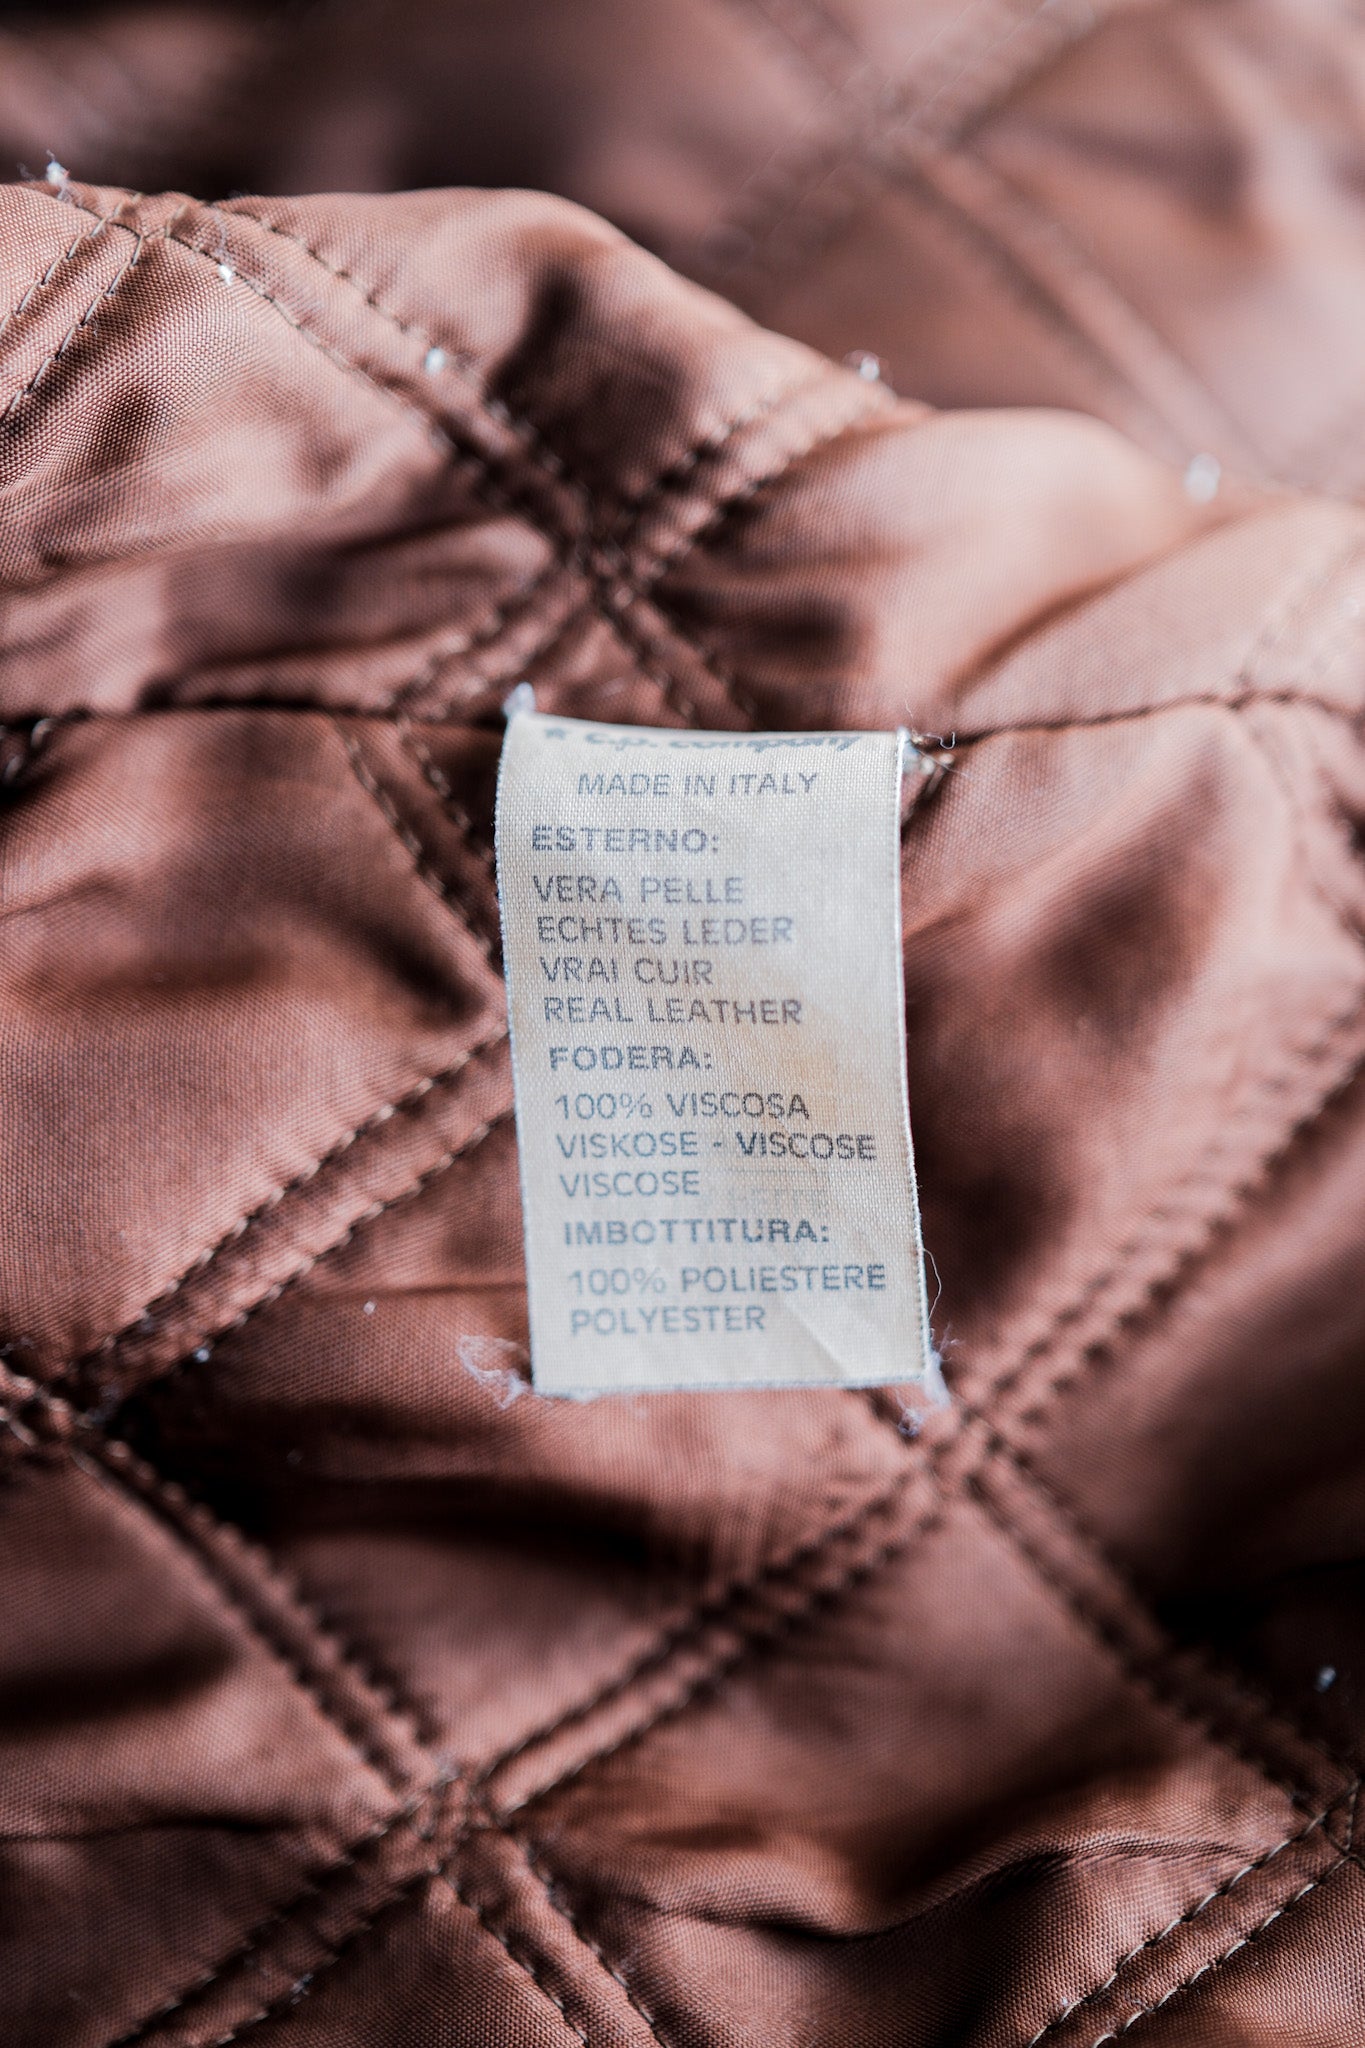 c.p. company
MADE IN ITALY
ESTERNO:
VERA PELLE
ECHTES LEDER
VRAI CUIR
REAL LEATHER
FODERA:
100% VISCOSA
VISKOSE - VISCOSE
VISCOSE
IMBOTTITURA:
100% POLIESTERE
POLYESTER